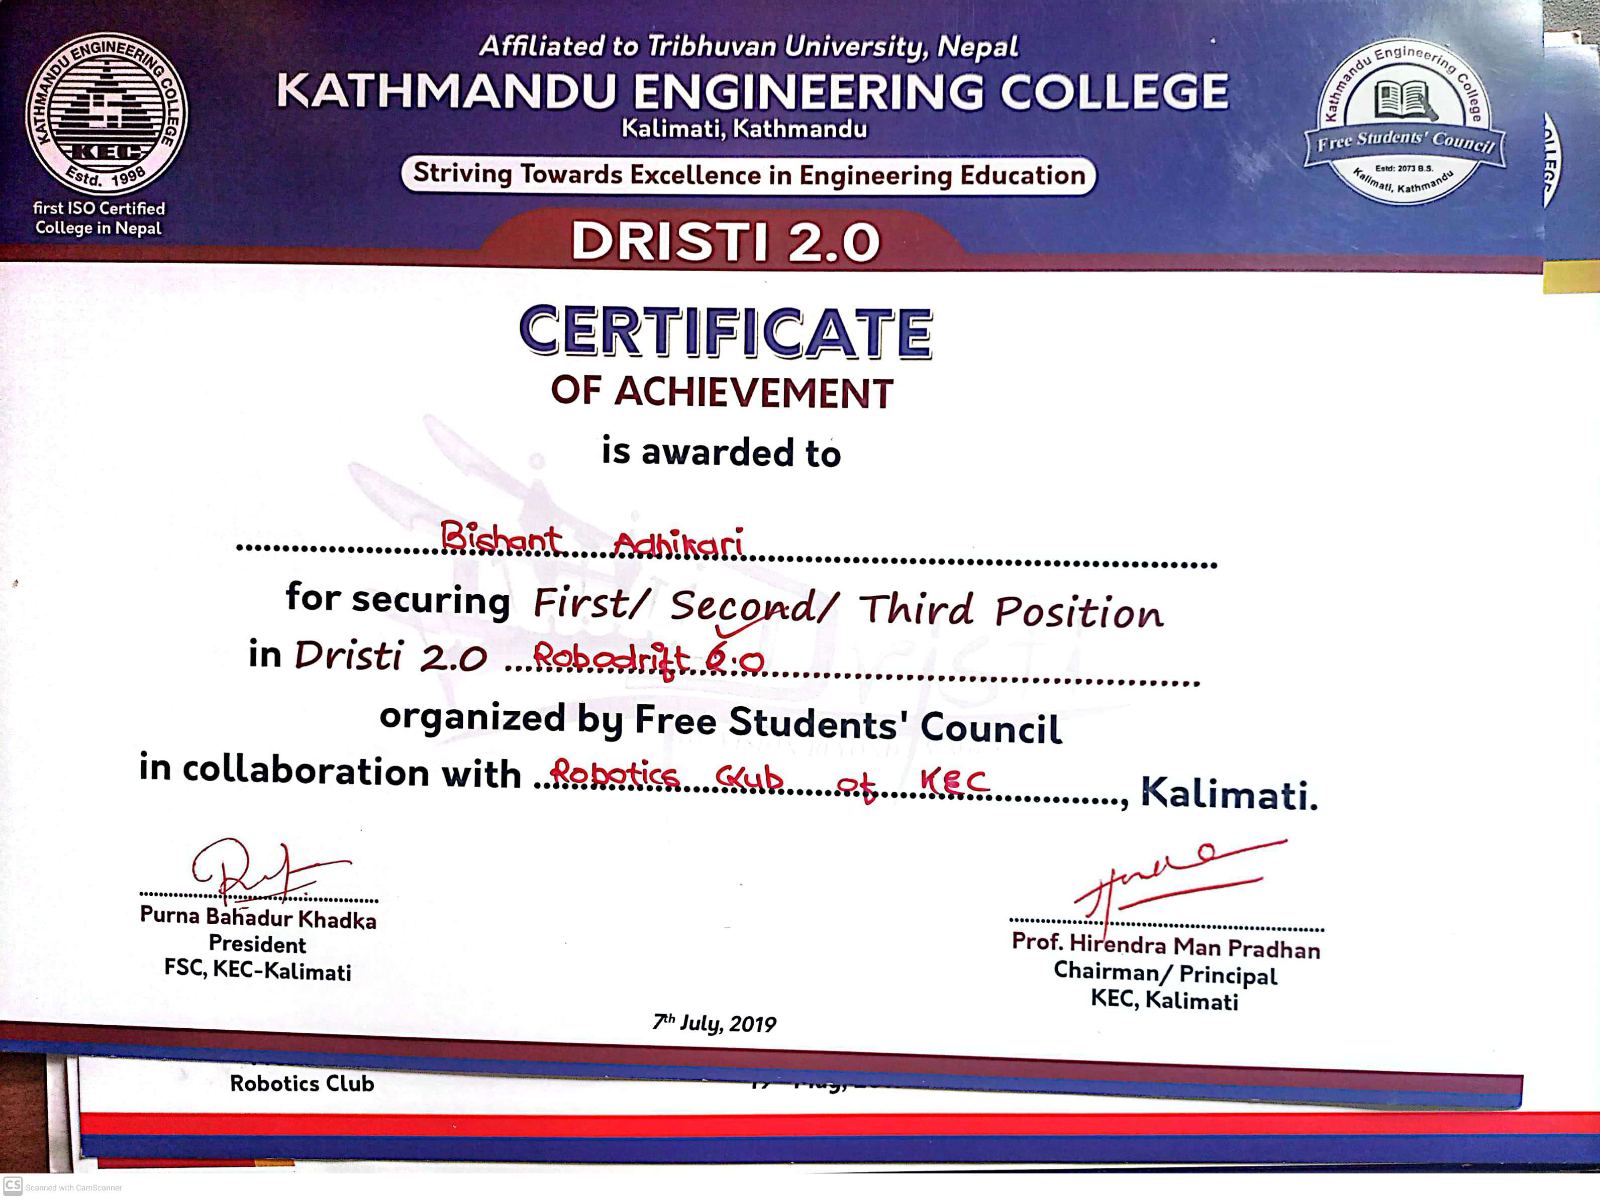 Affiliated to Tribhuvan University, Nepal
KATHMANDU ENGINEERING COLLEGE
Kalimati, Kathmandu
Striving Towards Excellence in Engineering Education
KATHMANDU ENGINEERING COLLEGE
KEC
Estd. 1998
first ISO Certified
College in Nepal
Kathmandu Engineering College
Free Students' Council
Estd: 2073 B.S.
Kalimati, Kathmandu
DRISTI 2.0
CERTIFICATE
OF ACHIEVEMENT
is awarded to
Bishant Adhikari
for securing First/ Second/ Third Position
in Dristi 2.0 Robodrift 6.0
organized by Free Students' Council
in collaboration with Robotics Club of KEC, Kalimati.
Purna Bahadur Khadka
President
FSC, KEC-Kalimati
Prof. Hirendra Man Pradhan
Chairman/ Principal
KEC, Kalimati
7th July, 2019
Robotics Club
CS Scanned with CamScanner